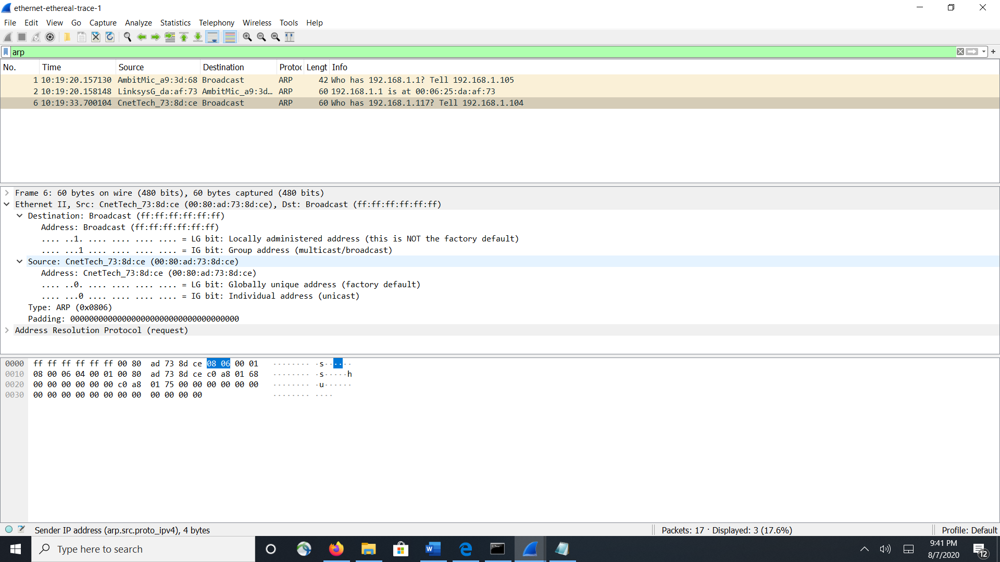 ethernet-ethereal-trace-1
File Edit View Go Capture Analyze Statistics Telephony Wireless Tools Help
arp
No. Time Source Destination Protoc Lengt Info
1 10:19:20.157130 AmbitMic_a9:3d:68 Broadcast ARP 42 Who has 192.168.1.1? Tell 192.168.1.105
2 10:19:20.158148 LinksysG_da:af:73 AmbitMic_a9:3d… ARP 60 192.168.1.1 is at 00:06:25:da:af:73
6 10:19:33.700104 CnetTech_73:8d:ce Broadcast ARP 60 Who has 192.168.1.117? Tell 192.168.1.104
Frame 6: 60 bytes on wire (480 bits), 60 bytes captured (480 bits)
Ethernet II, Src: CnetTech_73:8d:ce (00:80:ad:73:8d:ce), Dst: Broadcast (ff:ff:ff:ff:ff:ff)
Destination: Broadcast (ff:ff:ff:ff:ff:ff)
Address: Broadcast (ff:ff:ff:ff:ff:ff)
.... ..1. .... .... .... .... = LG bit: Locally administered address (this is NOT the factory default)
.... ...1 .... .... .... .... = IG bit: Group address (multicast/broadcast)
Source: CnetTech_73:8d:ce (00:80:ad:73:8d:ce)
Address: CnetTech_73:8d:ce (00:80:ad:73:8d:ce)
.... ..0. .... .... .... .... = LG bit: Globally unique address (factory default)
.... ...0 .... .... .... .... = IG bit: Individual address (unicast)
Type: ARP (0x0806)
Padding: 000000000000000000000000000000000000
Address Resolution Protocol (request)
0000 ff ff ff ff ff ff 00 80 ad 73 8d ce 08 06 00 01 ········ ·s······
0010 08 00 06 04 00 01 00 80 ad 73 8d ce c0 a8 01 68 ········ ·s·····h
0020 00 00 00 00 00 00 c0 a8 01 75 00 00 00 00 00 00 ········ ·u······
0030 00 00 00 00 00 00 00 00 00 00 00 00 ········ ····
Sender IP address (arp.src.proto_ipv4), 4 bytes Packets: 17 · Displayed: 3 (17.6%) Profile: Default
Type here to search
9:41 PM
8/7/2020
12